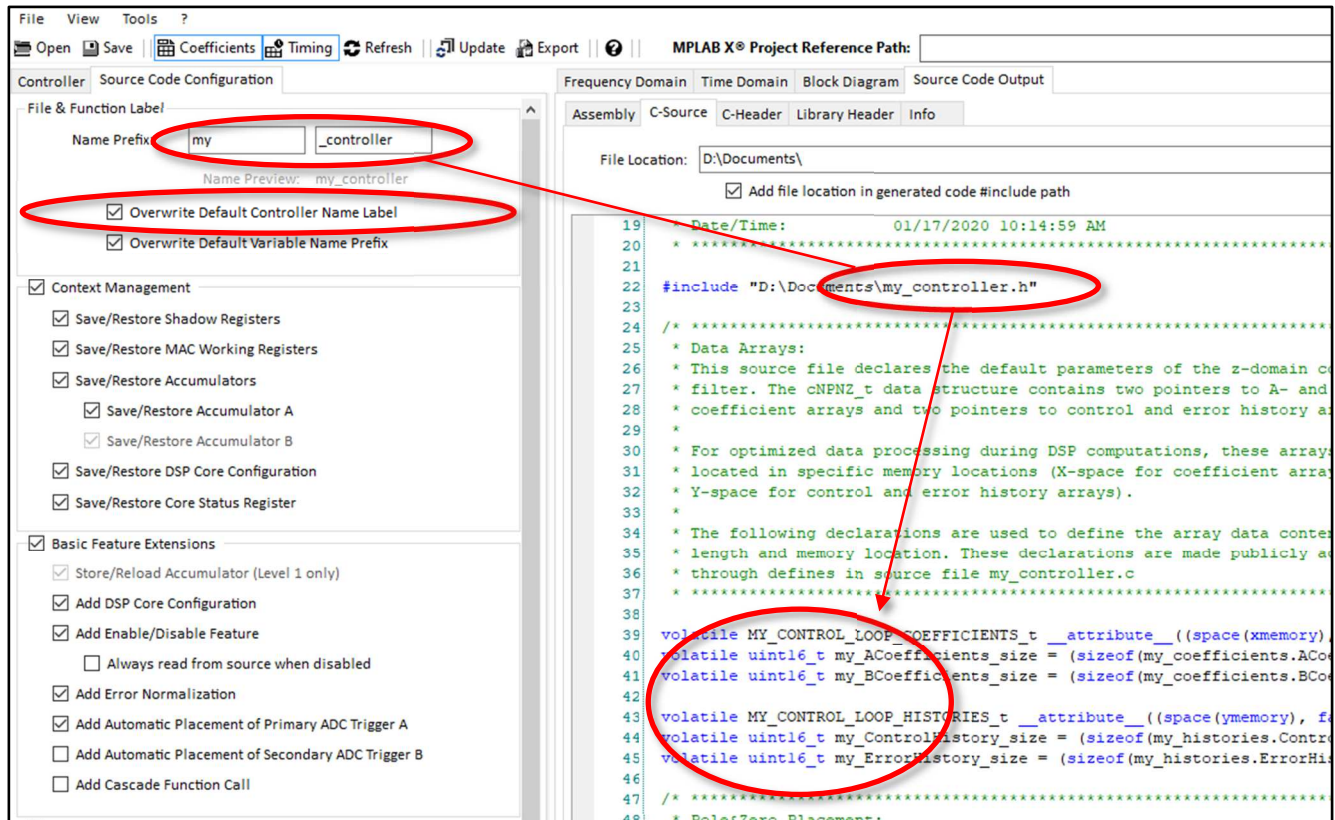 File View Tools ?
Open Save Coefficients Timing Refresh Update Export MPLAB X® Project Reference Path:
Controller Source Code Configuration
File & Function Label
Name Prefix: my _controller
Name Preview: my_controller
Overwrite Default Controller Name Label
Overwrite Default Variable Name Prefix
Context Management
Save/Restore Shadow Registers
Save/Restore MAC Working Registers
Save/Restore Accumulators
Save/Restore Accumulator A
Save/Restore Accumulator B
Save/Restore DSP Core Configuration
Save/Restore Core Status Register
Basic Feature Extensions
Store/Reload Accumulator (Level 1 only)
Add DSP Core Configuration
Add Enable/Disable Feature
Always read from source when disabled
Add Error Normalization
Add Automatic Placement of Primary ADC Trigger A
Add Automatic Placement of Secondary ADC Trigger B
Add Cascade Function Call
Frequency Domain Time Domain Block Diagram Source Code Output
Assembly C-Source C-Header Library Header Info
File Location: D:\Documents\
Add file location in generated code #include path
19 * Date/Time: 01/17/2020 10:14:59 AM
20 * ***********************************************************************
21
22 #include "D:\Documents\my_controller.h"
23
24 /* ***********************************************************************
25 * Data Arrays:
26 * This source file declares the default parameters of the z-domain co
27 * filter. The cNPNZ_t data structure contains two pointers to A- and
28 * coefficient arrays and two pointers to control and error history a
29 *
30 * For optimized data processing during DSP computations, these arrays
31 * located in specific memory locations (X-space for coefficient array
32 * Y-space for control and error history arrays).
33 *
34 * The following declarations are used to define the array data conten
35 * length and memory location. These declarations are made publicly ac
36 * through defines in source file my_controller.c
37 * ***********************************************************************
38
39 volatile MY_CONTROL_LOOP_COEFFICIENTS_t __attribute__((space(xmemory),
40 volatile uint16_t my_ACoefficients_size = (sizeof(my_coefficients.ACoe
41 volatile uint16_t my_BCoefficients_size = (sizeof(my_coefficients.BCoe
42
43 volatile MY_CONTROL_LOOP_HISTORIES_t __attribute__((space(ymemory), fa
44 volatile uint16_t my_ControlHistory_size = (sizeof(my_histories.Contro
45 volatile uint16_t my_ErrorHistory_size = (sizeof(my_histories.ErrorHis
46
47 /* ***********************************************************************
48 * Pole&Zero Placement: